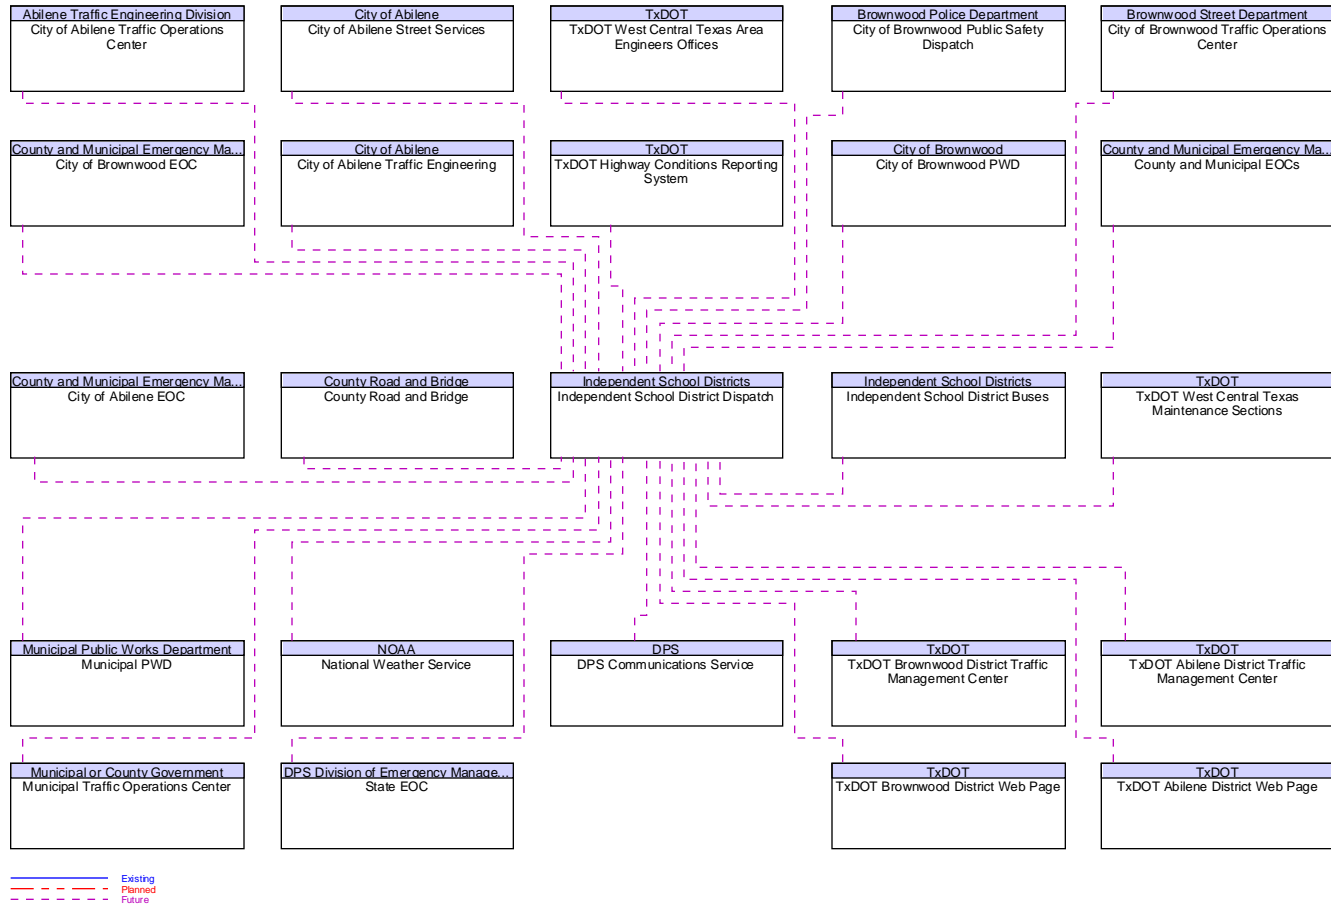 Abilene Traffic Engineering Division
City of Abilene Traffic Operations
Center
City of Abilene
City of Abilene Street Services
TxDOT
TxDOT West Central Texas Area
Engineers Offices
Brownwood Police Department
City of Brownwood Public Safety
Dispatch
Brownwood Street Department
City of Brownwood Traffic Operations
Center
County and Municipal Emergency Ma...
City of Brownwood EOC
City of Abilene
City of Abilene Traffic Engineering
TxDOT
TxDOT Highway Conditions Reporting
System
City of Brownwood
City of Brownwood PWD
County and Municipal Emergency Ma...
County and Municipal EOCs
County and Municipal Emergency Ma...
City of Abilene EOC
County Road and Bridge
County Road and Bridge
Independent School Districts
Independent School District Dispatch
Independent School Districts
Independent School District Buses
TxDOT
TxDOT West Central Texas
Maintenance Sections
Municipal Public Works Department
Municipal PWD
NOAA
National Weather Service
DPS
DPS Communications Service
TxDOT
TxDOT Brownwood District Traffic
Management Center
TxDOT
TxDOT Abilene District Traffic
Management Center
Municipal or County Government
Municipal Traffic Operations Center
DPS Division of Emergency Manage...
State EOC
TxDOT
TxDOT Brownwood District Web Page
TxDOT
TxDOT Abilene District Web Page
Existing
Planned
Future